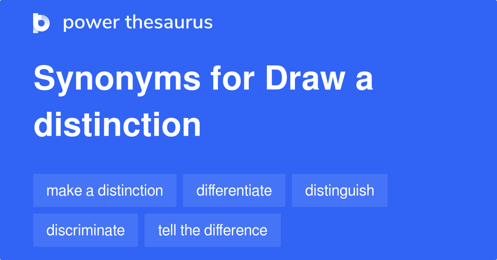 power thesaurus
Synonyms for Draw a
distinction
make a distinction differentiate distinguish
discriminate tell the difference